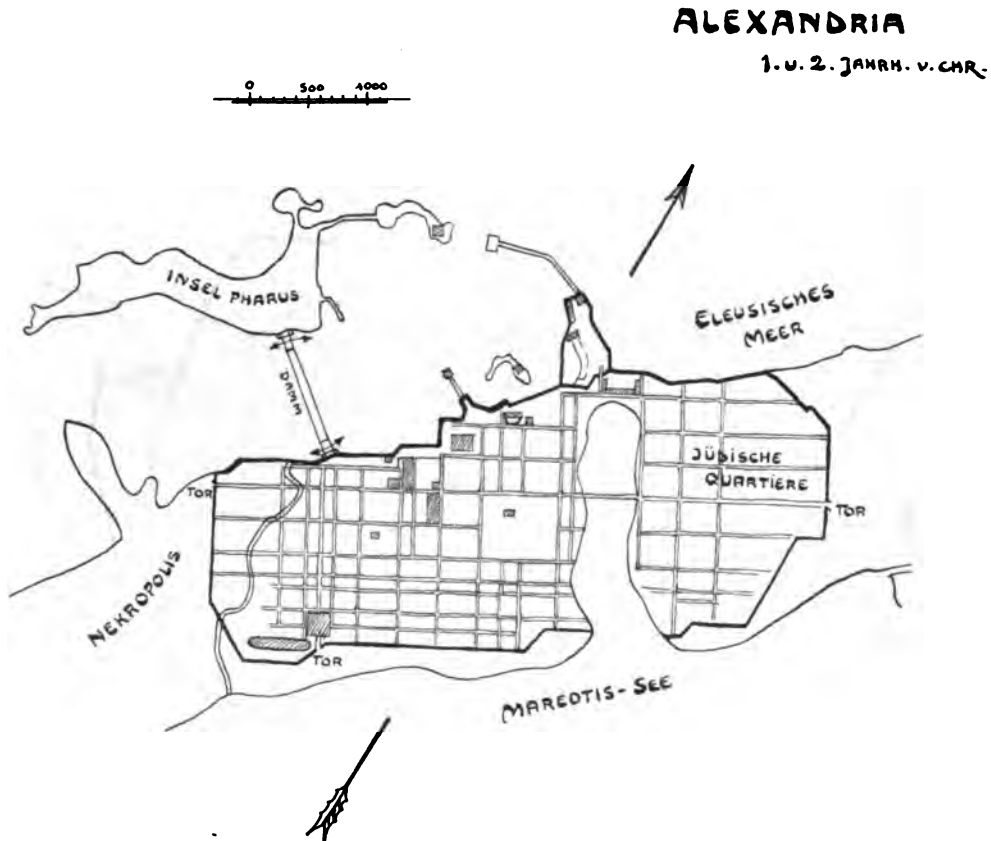 ALEXANDRIA
1. U. 2. JAHRH. V. CHR.
0 500 1000
INSEL PHARUS
ELEUSISCHES
MEER
DAMM
JÜDISCHE
QUARTIERE
TOR
TOR
NEKROPOLIS
TOR
MAREOTIS-SEE